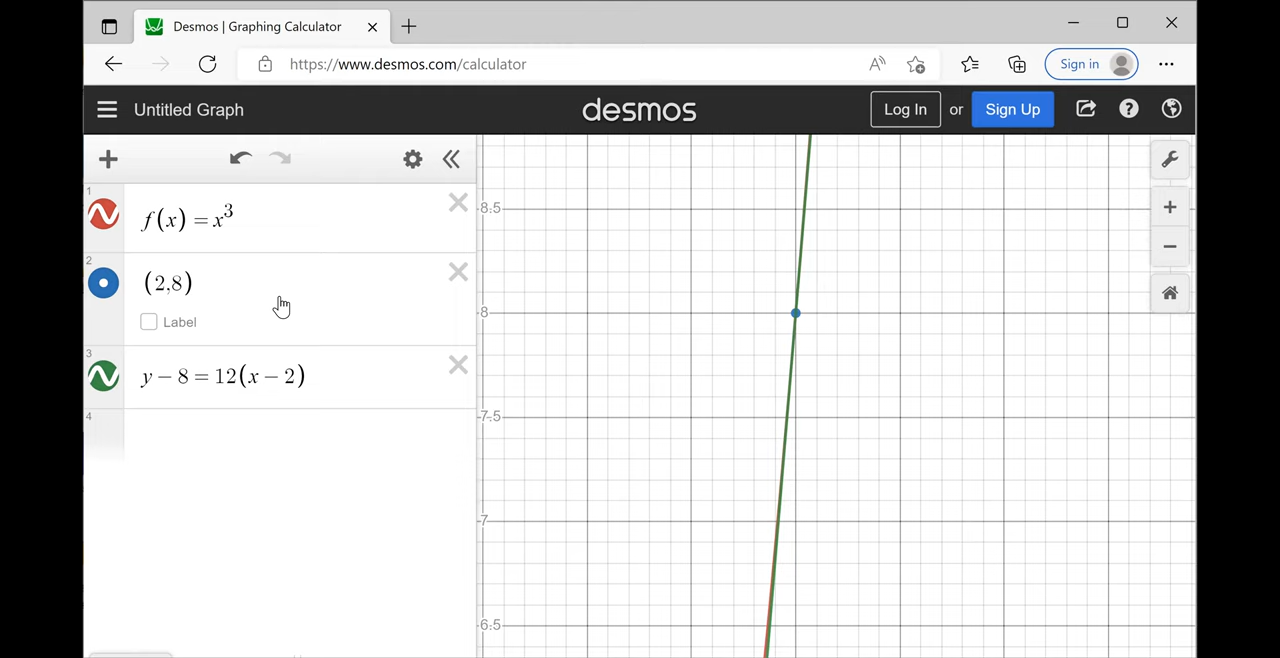 Desmos | Graphing Calculator
https://www.desmos.com/calculator
Sign in
Untitled Graph
desmos
Log In or Sign Up
1
f(x) = x³
2
(2,8)
Label
3
y − 8 = 12(x − 2)
4
8.5
8
7.5
7
6.5